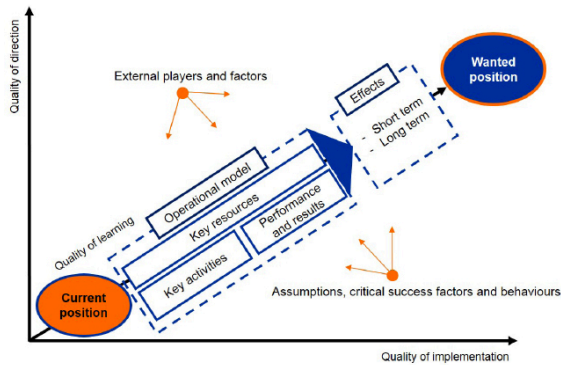 Quality of direction
External players and factors
Wanted
position
Effects
- Short term
- Long term
Operational model
Key resources
Performance
and results
Key activities
Quality of learning
Current
position
Assumptions, critical success factors and behaviours
Quality of implementation